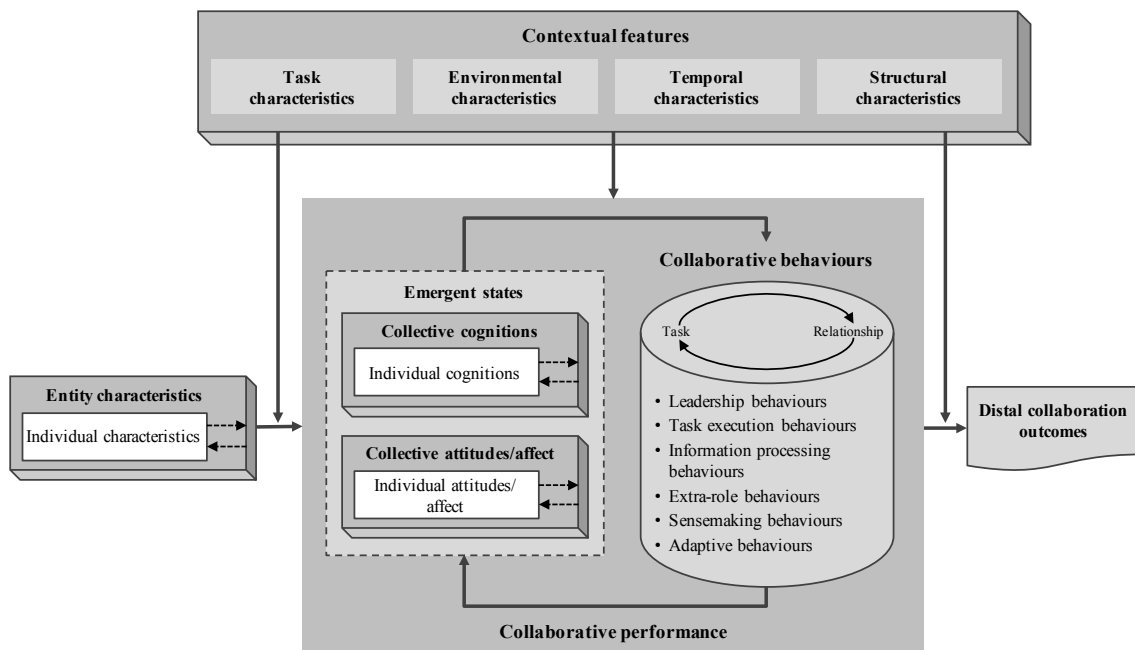 Contextual features
Task
characteristics
Environmental
characteristics
Temporal
characteristics
Structural
characteristics
Collaborative behaviours
Emergent states
Task
Relationship
Collective cognitions
Individual cognitions
Entity characteristics
Individual characteristics
Collective attitudes/affect
Individual attitudes/
affect
• Leadership behaviours
• Task execution behaviours
• Information processing
behaviours
• Extra-role behaviours
• Sensemaking behaviours
• Adaptive behaviours
Distal collaboration
outcomes
Collaborative performance